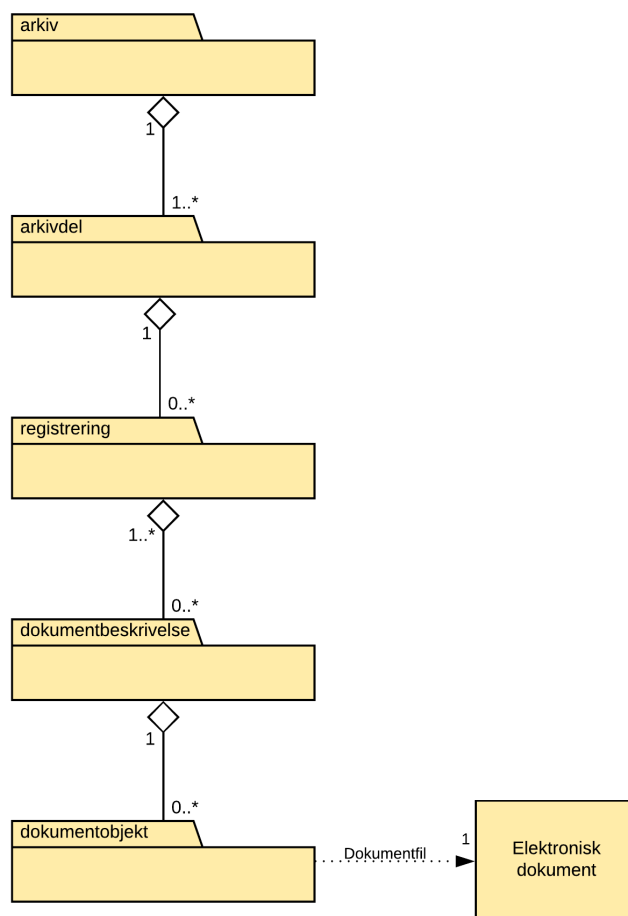 arkiv
1
1..*
arkivdel
1
0..*
registrering
1..*
0..*
dokumentbeskrivelse
1
0..*
dokumentobjekt
Dokumentfil
1
Elektronisk
dokument